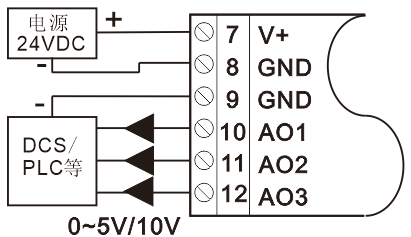 电源
24VDC
+
-
7 V+
8 GND
-
9 GND
DCS/
PLC等
10 AO1
11 AO2
12 AO3
0~5V/10V